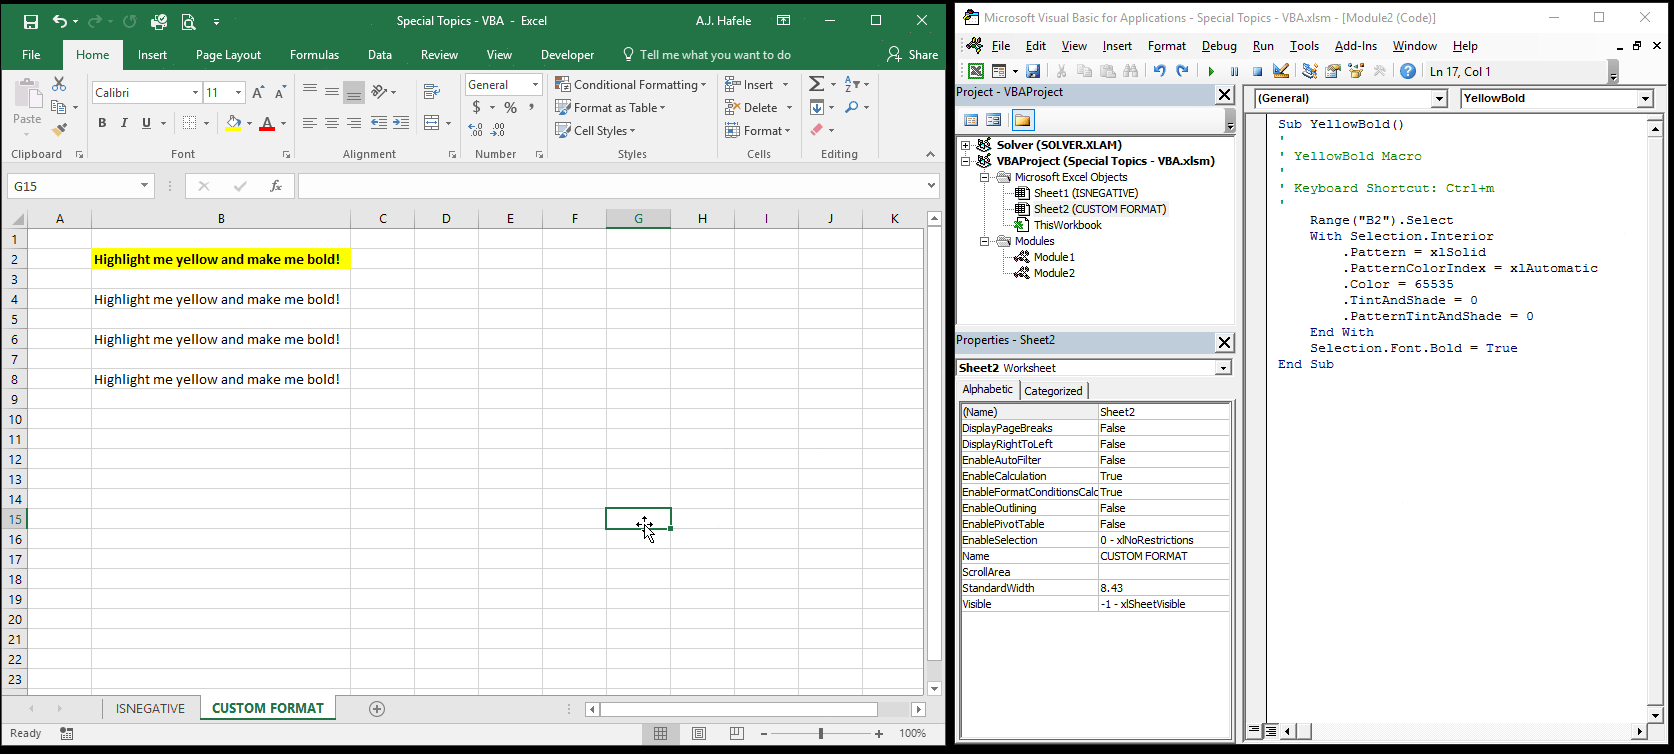 Special Topics - VBA - Excel
A.J. Hafele
File Home Insert Page Layout Formulas Data Review View Developer Tell me what you want to do Share
Paste
Calibri 11
B I U
A A
General
$ % ,
Conditional Formatting
Format as Table
Cell Styles
Insert
Delete
Format
Clipboard Font Alignment Number Styles Cells Editing
G15 fx
A B C D E F G H I J K
1
2 Highlight me yellow and make me bold!
3
4 Highlight me yellow and make me bold!
5
6 Highlight me yellow and make me bold!
7
8 Highlight me yellow and make me bold!
9
10
11
12
13
14
15
16
17
18
19
20
21
22
23
ISNEGATIVE CUSTOM FORMAT
Ready 100%
Microsoft Visual Basic for Applications - Special Topics - VBA.xlsm - [Module2 (Code)]
File Edit View Insert Format Debug Run Tools Add-Ins Window Help
Ln 17, Col 1
Project - VBAProject
Solver (SOLVER.XLAM)
VBAProject (Special Topics - VBA.xlsm)
Microsoft Excel Objects
Sheet1 (ISNEGATIVE)
Sheet2 (CUSTOM FORMAT)
ThisWorkbook
Modules
Module1
Module2
Properties - Sheet2
Sheet2 Worksheet
Alphabetic Categorized
(Name) Sheet2
DisplayPageBreaks False
DisplayRightToLeft False
EnableAutoFilter False
EnableCalculation True
EnableFormatConditionsCalc True
EnableOutlining False
EnablePivotTable False
EnableSelection 0 - xlNoRestrictions
Name CUSTOM FORMAT
ScrollArea
StandardWidth 8.43
Visible -1 - xlSheetVisible
(General) YellowBold
Sub YellowBold()
'
' YellowBold Macro
'
' Keyboard Shortcut: Ctrl+m
'
Range("B2").Select
With Selection.Interior
.Pattern = xlSolid
.PatternColorIndex = xlAutomatic
.Color = 65535
.TintAndShade = 0
.PatternTintAndShade = 0
End With
Selection.Font.Bold = True
End Sub